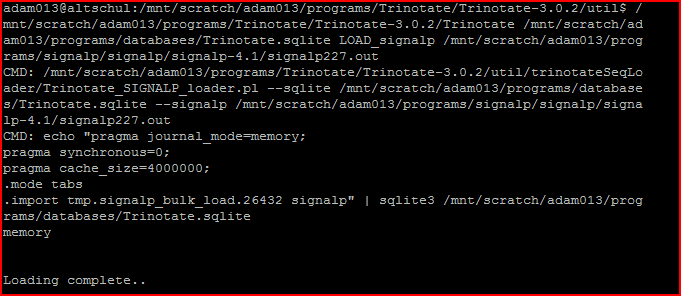 adam013@altschul:/mnt/scratch/adam013/programs/Trinotate/Trinotate-3.0.2/util$ /
mnt/scratch/adam013/programs/Trinotate/Trinotate-3.0.2/Trinotate /mnt/scratch/ad
am013/programs/databases/Trinotate.sqlite LOAD_signalp /mnt/scratch/adam013/prog
rams/signalp/signalp/signalp-4.1/signalp227.out
CMD: /mnt/scratch/adam013/programs/Trinotate/Trinotate-3.0.2/util/trinotateSeqLo
ader/Trinotate_SIGNALP_loader.pl --sqlite /mnt/scratch/adam013/programs/database
s/Trinotate.sqlite --signalp /mnt/scratch/adam013/programs/signalp/signalp/signa
lp-4.1/signalp227.out
CMD: echo "pragma journal_mode=memory;
pragma synchronous=0;
pragma cache_size=4000000;
.mode tabs
.import tmp.signalp_bulk_load.26432 signalp" | sqlite3 /mnt/scratch/adam013/prog
rams/databases/Trinotate.sqlite
memory
Loading complete..